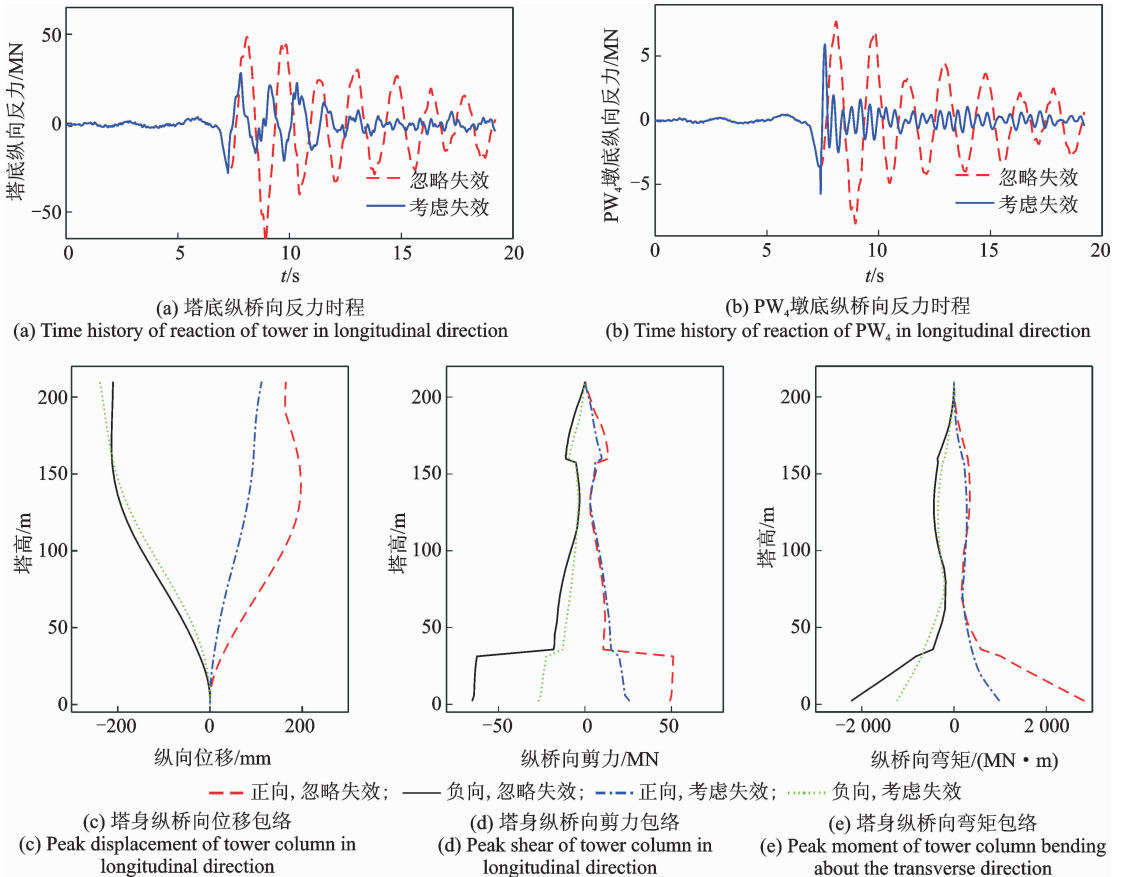 50
0
−50
塔底纵向反力/MN
忽略失效
考虑失效
0
5
10
15
20
t/s
(a) 塔底纵桥向反力时程
(a) Time history of reaction of tower in longitudinal direction
5
0
−5
PW₄墩底纵向反力/MN
忽略失效
考虑失效
0
5
10
15
20
t/s
(b) PW₄墩底纵桥向反力时程
(b) Time history of reaction of PW₄ in longitudinal direction
200
150
100
50
0
塔高/m
−200
0
200
纵向位移/mm
200
150
100
50
0
塔高/m
−50
0
50
纵桥向剪力/MN
200
150
100
50
0
塔高/m
−2 000
0
2 000
纵桥向弯矩/(MN·m)
正向, 忽略失效; 负向, 忽略失效; 正向, 考虑失效; 负向, 考虑失效
(c) 塔身纵桥向位移包络
(c) Peak displacement of tower column in
longitudinal direction
(d) 塔身纵桥向剪力包络
(d) Peak shear of tower column in
longitudinal direction
(e) 塔身纵桥向弯矩包络
(e) Peak moment of tower column bending
about the transverse direction